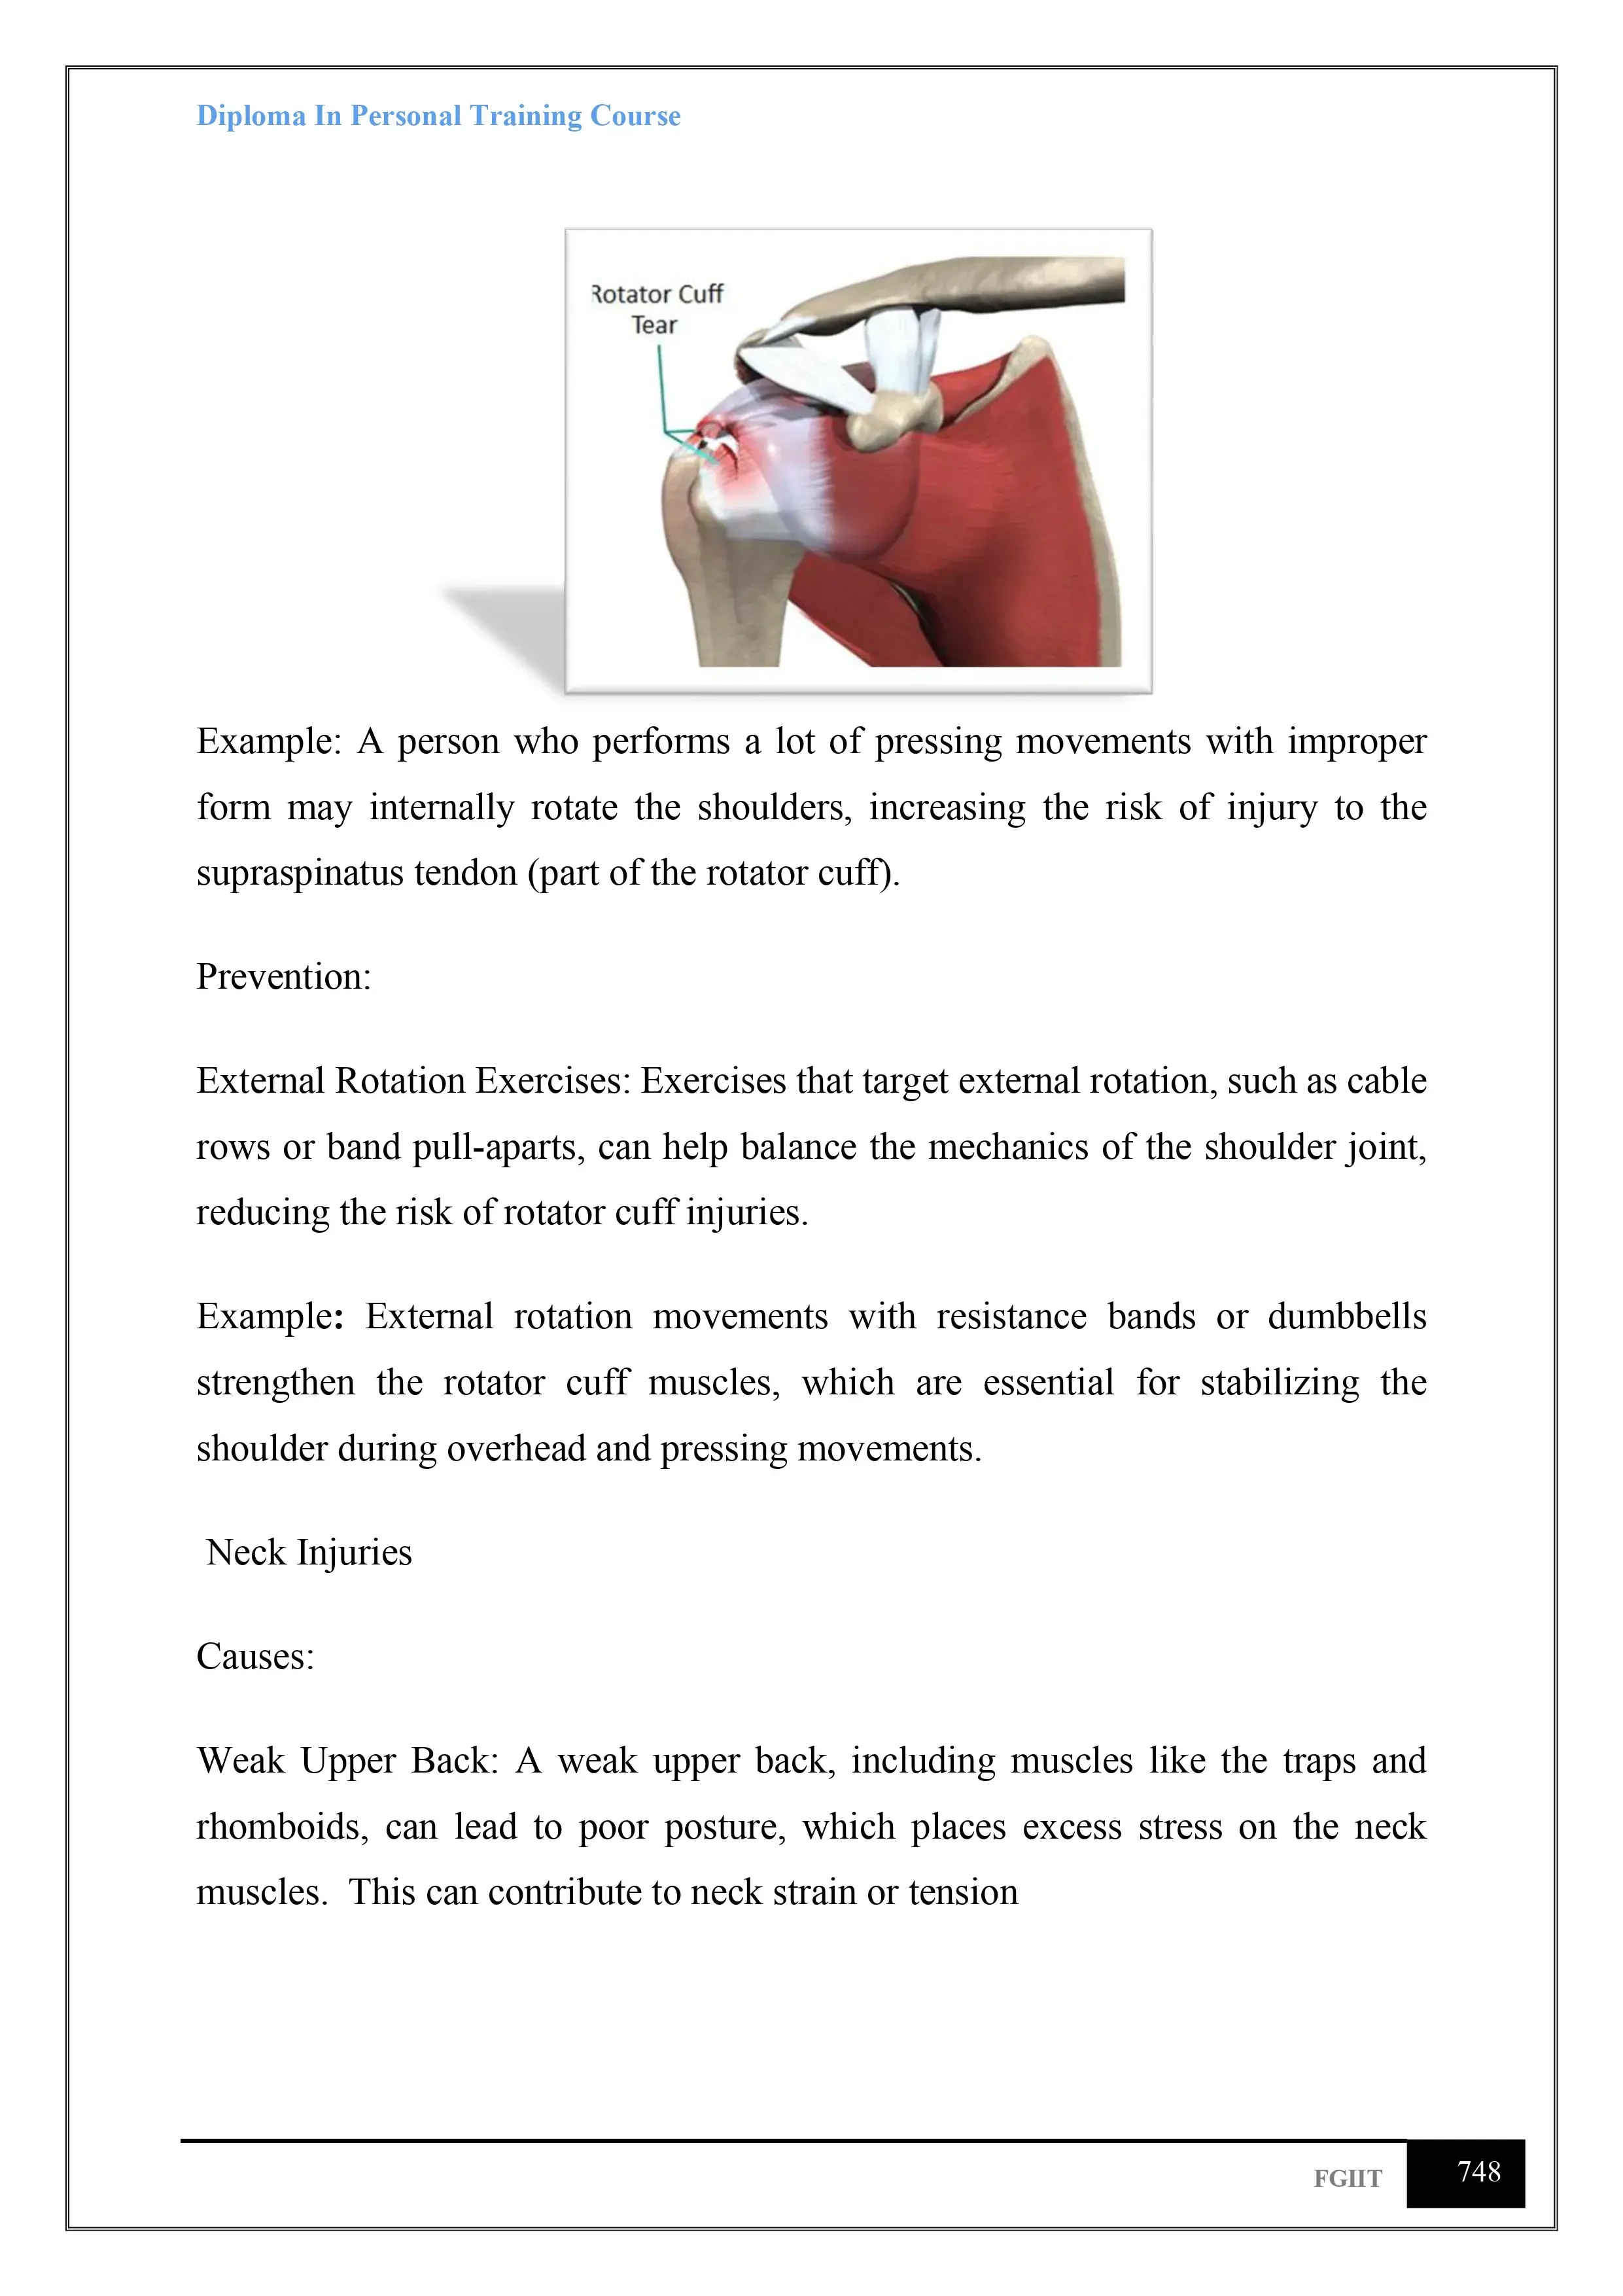 Diploma In Personal Training Course
Rotator Cuff
Tear
Example: A person who performs a lot of pressing movements with improper
form may internally rotate the shoulders, increasing the risk of injury to the
supraspinatus tendon (part of the rotator cuff).
Prevention:
External Rotation Exercises: Exercises that target external rotation, such as cable
rows or band pull-aparts, can help balance the mechanics of the shoulder joint,
reducing the risk of rotator cuff injuries.
Example: External rotation movements with resistance bands or dumbbells
strengthen the rotator cuff muscles, which are essential for stabilizing the
shoulder during overhead and pressing movements.
Neck Injuries
Causes:
Weak Upper Back: A weak upper back, including muscles like the traps and
rhomboids, can lead to poor posture, which places excess stress on the neck
muscles.  This can contribute to neck strain or tension
FGIIT
748